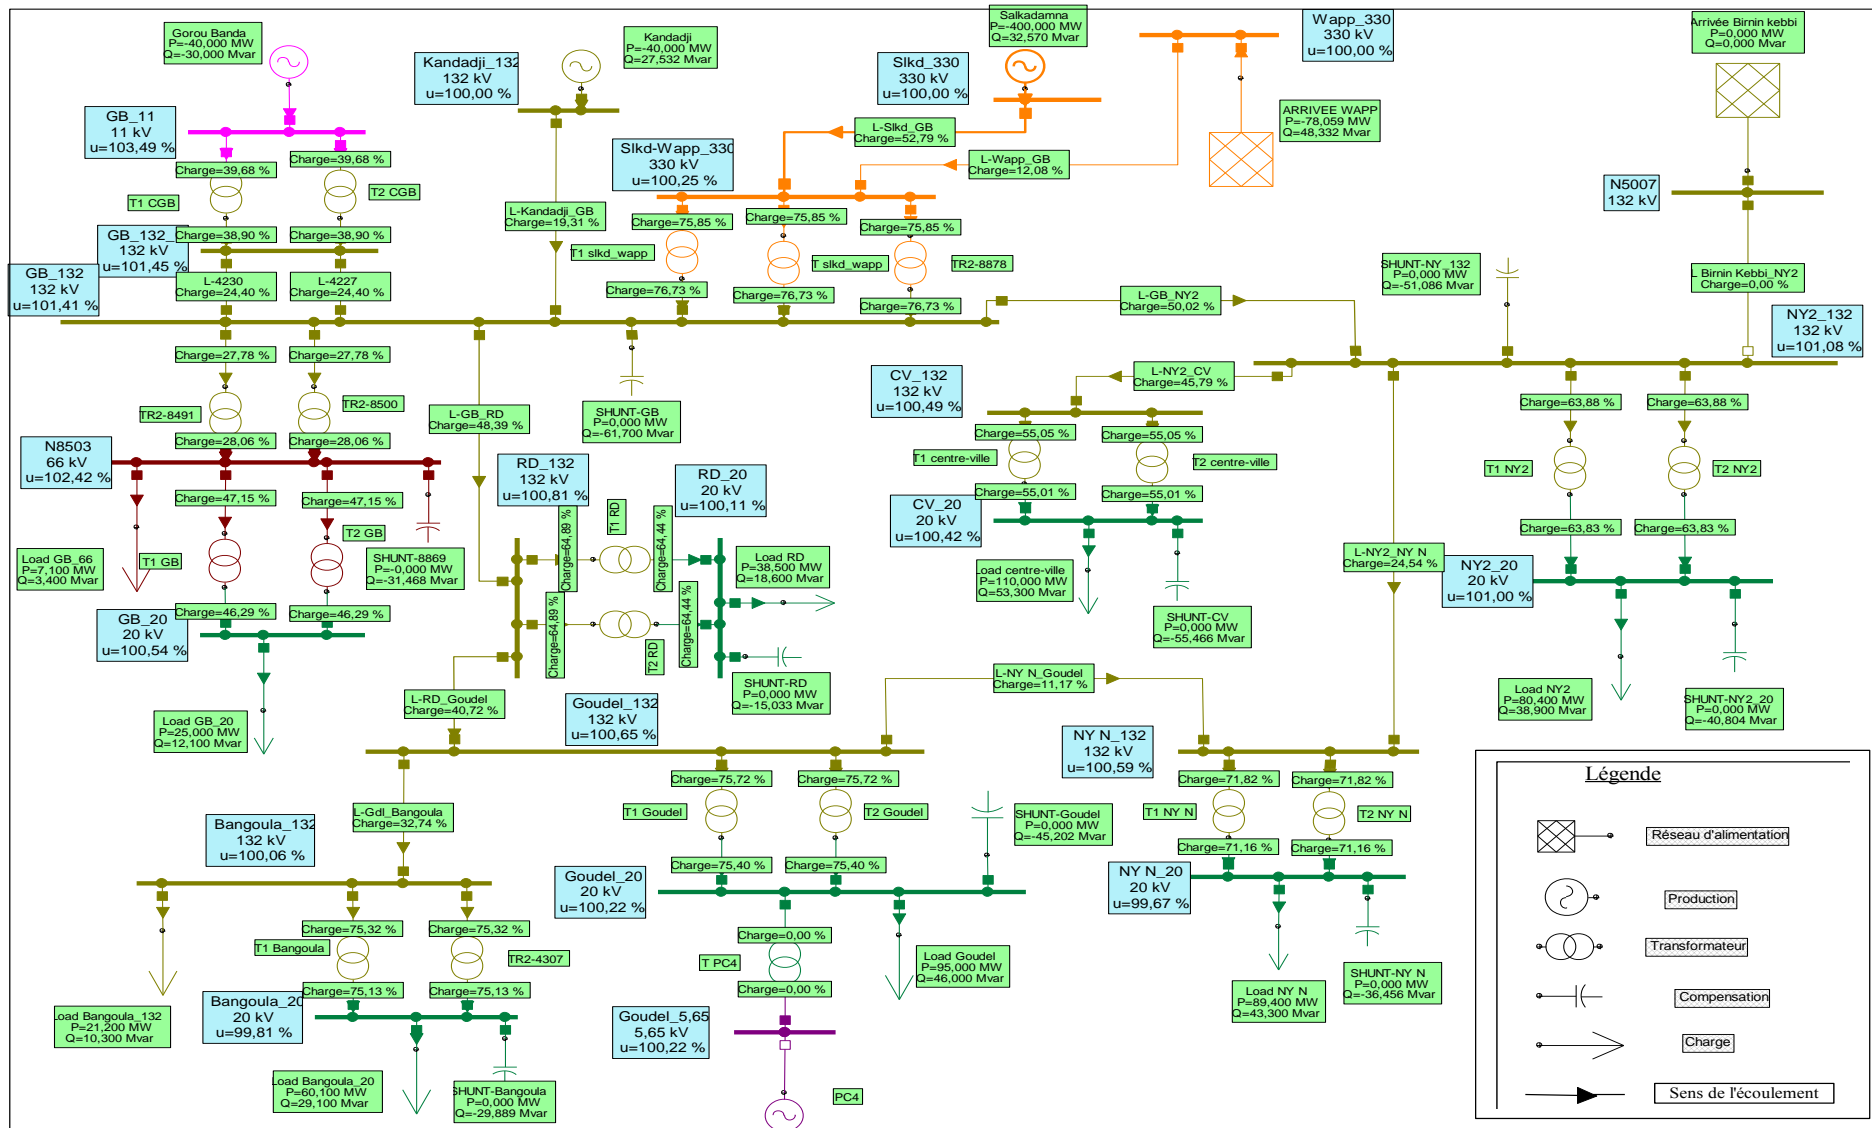 Gorou Banda
P=-40,000 MW
Q=-30,000 Mvar
Kandadji_132
132 kV
u=100,00 %
Kandadji
P=-40,000 MW
Q=27,532 Mvar
Salkadamna
P=-400,000 MW
Q=32,570 Mvar
Slkd_330
330 kV
u=100,00 %
Wapp_330
330 kV
u=100,00 %
Arrivée Birnin kebbi
P=0,000 MW
Q=0,000 Mvar
GB_11
11 kV
u=103,49 %
ARRIVEE WAPP
P=-78,059 MW
Q=48,332 Mvar
L-Slkd_GB
Charge=52,79 %
Slkd-Wapp_330
330 kV
u=100,25 %
L-Wapp_GB
Charge=12,08 %
Charge=39,68 %
Charge=39,68 %
T1 CGB
T2 CGB
N5007
132 kV
L-Kandadji_GB
Charge=19,31 %
Charge=75,85 %
Charge=75,85 %
Charge=75,85 %
GB_132_
132 kV
u=101,45 %
Charge=38,90 %
Charge=38,90 %
T1 slkd_wapp
T slkd_wapp
TR2-8878
GB_132
132 kV
u=101,41 %
L-4230
Charge=24,40 %
L-4227
Charge=24,40 %
Charge=76,73 %
Charge=76,73 %
Charge=76,73 %
L-GB_NY2
Charge=50,02 %
SHUNT-NY_132
P=0,000 MW
Q=-51,086 Mvar
L Birnin Kebbi_NY2
Charge=0,00 %
NY2_132
132 kV
u=101,08 %
Charge=27,78 %
Charge=27,78 %
TR2-8491
TR2-8500
Charge=28,06 %
Charge=28,06 %
L-GB_RD
Charge=48,39 %
SHUNT-GB
P=0,000 MW
Q=-61,700 Mvar
CV_132
132 kV
u=100,49 %
L-NY2_CV
Charge=45,79 %
Charge=63,88 %
Charge=63,88 %
N8503
66 kV
u=102,42 %
RD_132
132 kV
u=100,81 %
RD_20
20 kV
u=100,11 %
Charge=55,05 %
Charge=55,05 %
T1 centre-ville
T2 centre-ville
Charge=55,01 %
Charge=55,01 %
T1 NY2
T2 NY2
Charge=47,15 %
Charge=47,15 %
CV_20
20 kV
u=100,42 %
Charge=63,83 %
Charge=63,83 %
Load GB_66
P=7,100 MW
Q=3,400 Mvar
T1 GB
T2 GB
SHUNT-8869
P=-0,000 MW
Q=-31,468 Mvar
Charge=64,89 %
T1 RD
Charge=64,44 %
Load RD
P=38,500 MW
Q=18,600 Mvar
Load centre-ville
P=110,000 MW
Q=53,300 Mvar
L-NY2_NY N
Charge=24,54 %
NY2_20
20 kV
u=101,00 %
Charge=46,29 %
Charge=46,29 %
GB_20
20 kV
u=100,54 %
Charge=64,89 %
T2 RD
Charge=64,44 %
SHUNT-CV
P=0,000 MW
Q=-55,466 Mvar
L-RD_Goudel
Charge=40,72 %
SHUNT-RD
P=0,000 MW
Q=-15,033 Mvar
L-NY N_Goudel
Charge=11,17 %
Load NY2
P=80,400 MW
Q=38,900 Mvar
SHUNT-NY2_20
P=0,000 MW
Q=-40,804 Mvar
Load GB_20
P=25,000 MW
Q=12,100 Mvar
Goudel_132
132 kV
u=100,65 %
NY N_132
132 kV
u=100,59 %
Charge=75,72 %
Charge=75,72 %
Charge=71,82 %
Charge=71,82 %
L-Gdl_Bangoula
Charge=32,74 %
T1 Goudel
T2 Goudel
SHUNT-Goudel
P=0,000 MW
Q=-45,202 Mvar
T1 NY N
T2 NY N
Bangoula_132
132 kV
u=100,06 %
Charge=75,40 %
Charge=75,40 %
Charge=71,16 %
Charge=71,16 %
Goudel_20
20 kV
u=100,22 %
NY N_20
20 kV
u=99,67 %
Charge=75,32 %
Charge=75,32 %
T1 Bangoula
TR2-4307
Charge=75,13 %
Charge=75,13 %
Charge=0,00 %
T PC4
Charge=0,00 %
Load Goudel
P=95,000 MW
Q=46,000 Mvar
Load NY N
P=89,400 MW
Q=43,300 Mvar
SHUNT-NY N
P=0,000 MW
Q=-36,456 Mvar
Load Bangoula_132
P=21,200 MW
Q=10,300 Mvar
Bangoula_20
20 kV
u=99,81 %
Goudel_5,65
5,65 kV
u=100,22 %
Load Bangoula_20
P=60,100 MW
Q=29,100 Mvar
SHUNT-Bangoula
P=0,000 MW
Q=-29,889 Mvar
PC4
Légende
Réseau d'alimentation
Production
Transformateur
Compensation
Charge
Sens de l'écoulement